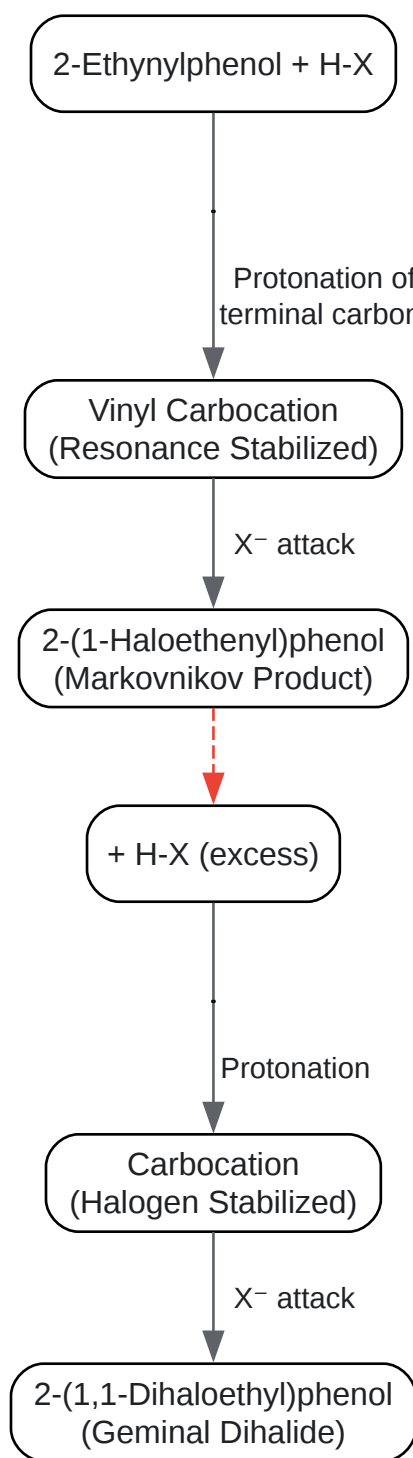 2-Ethynylphenol + H-X
Protonation of
terminal carbon
Vinyl Carbocation
(Resonance Stabilized)
X⁻ attack
2-(1-Haloethenyl)phenol
(Markovnikov Product)
+ H-X (excess)
Protonation
Carbocation
(Halogen Stabilized)
X⁻ attack
2-(1,1-Dihaloethyl)phenol
(Geminal Dihalide)